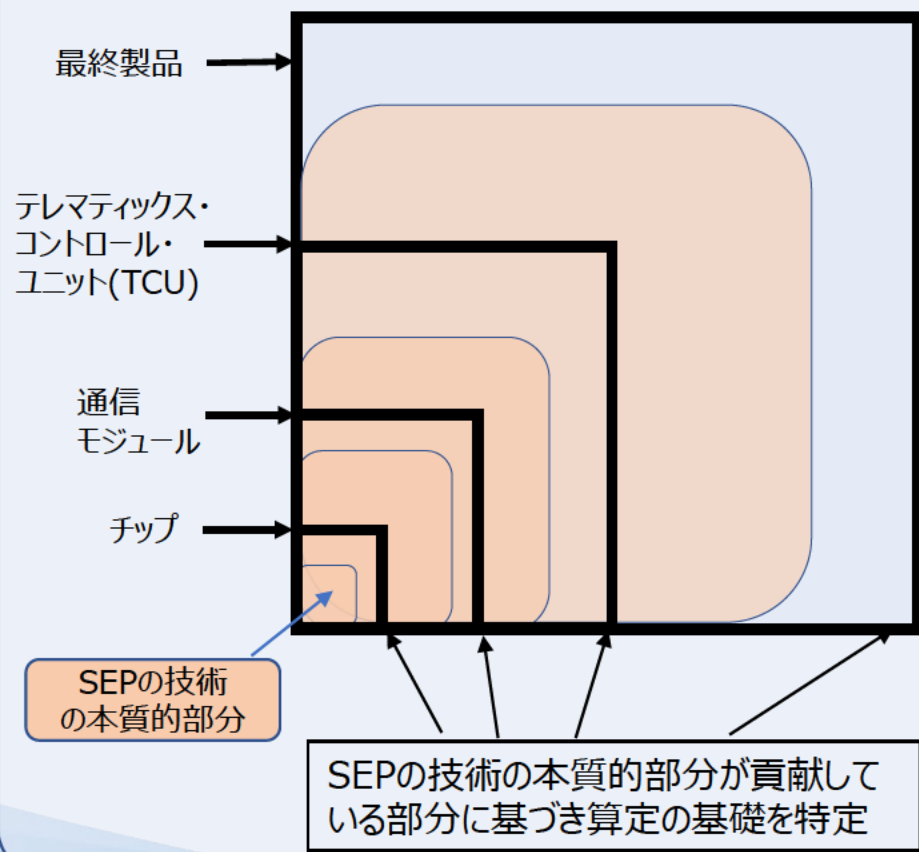 最終製品
テレマティックス・
コントロール・
ユニット(TCU)
通信
モジュール
チップ
SEPの技術
の本質的部分
SEPの技術の本質的部分が貢献して
いる部分に基づき算定の基礎を特定